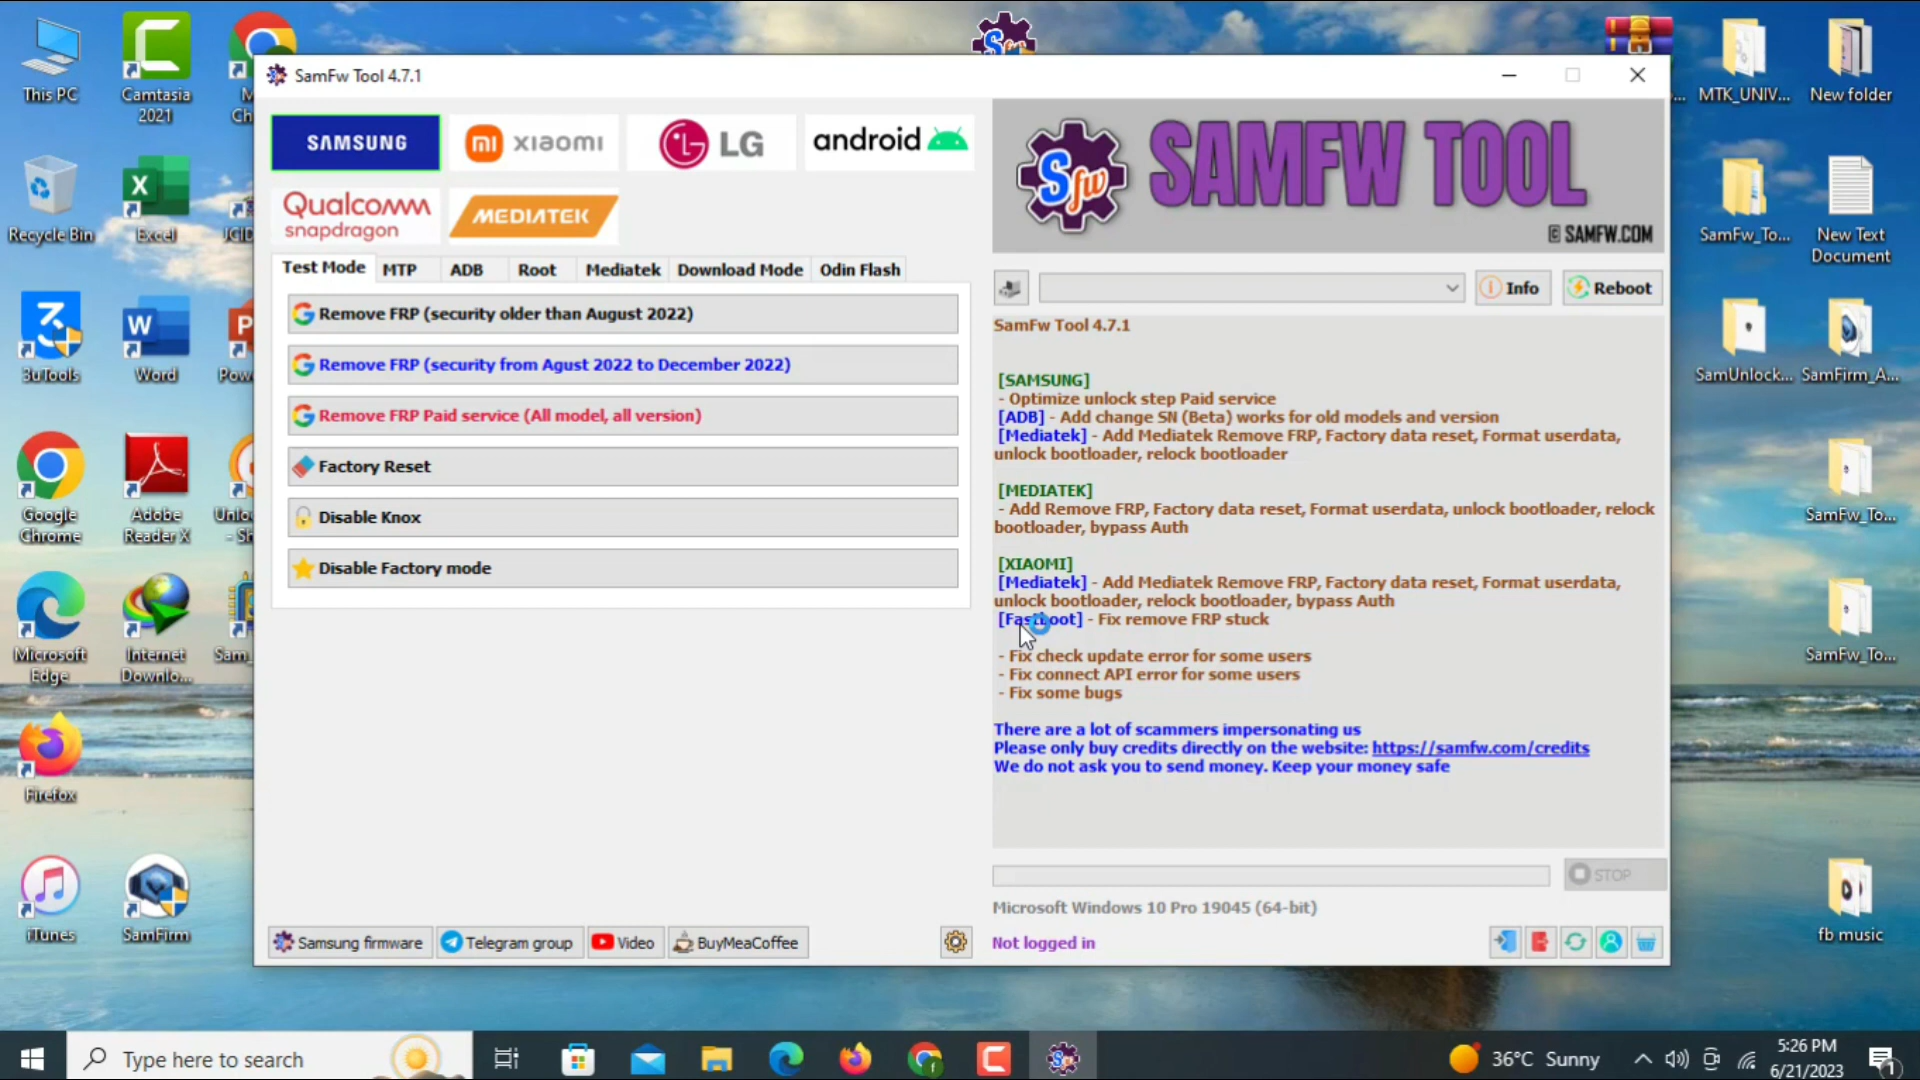 This PC
Camtasia
2021
M
Ch
Recycle Bin
Excel
JCID
3uTools
Word
Pow
Google
Chrome
Adobe
Reader X
Unloc
- Sh
Microsoft
Edge
Internet
Downlo...
Sam_
Firefox
iTunes
SamFirm
SamFw Tool 4.7.1
SAMSUNG
xiaomi
LG
android
Qualcomm
snapdragon
MEDIATEK
Test Mode
MTP
ADB
Root
Mediatek
Download Mode
Odin Flash
Remove FRP (security older than August 2022)
Remove FRP (security from Agust 2022 to December 2022)
Remove FRP Paid service (All model, all version)
Factory Reset
Disable Knox
Disable Factory mode
Samsung firmware
Telegram group
Video
BuyMeaCoffee
Sfw
SAMFW TOOL
© SAMFW.COM
Info
Reboot
SamFw Tool 4.7.1
[SAMSUNG]
- Optimize unlock step Paid service
[ADB] - Add change SN (Beta) works for old models and version
[Mediatek] - Add Mediatek Remove FRP, Factory data reset, Format userdata,
unlock bootloader, relock bootloader
[MEDIATEK]
- Add Remove FRP, Factory data reset, Format userdata, unlock bootloader, relock
bootloader, bypass Auth
[XIAOMI]
[Mediatek] - Add Mediatek Remove FRP, Factory data reset, Format userdata,
unlock bootloader, relock bootloader, bypass Auth
[Fastboot] - Fix remove FRP stuck
- Fix check update error for some users
- Fix connect API error for some users
- Fix some bugs
There are a lot of scammers impersonating us
Please only buy credits directly on the website: https://samfw.com/credits
We do not ask you to send money. Keep your money safe
STOP
Microsoft Windows 10 Pro 19045 (64-bit)
Not logged in
MTK_UNIV...
New folder
SamFw_To...
New Text
Document
SamUnlock...
SamFirm_A...
SamFw_To...
SamFw_To...
fb music
Type here to search
36°C Sunny
5:26 PM
6/21/2023
1